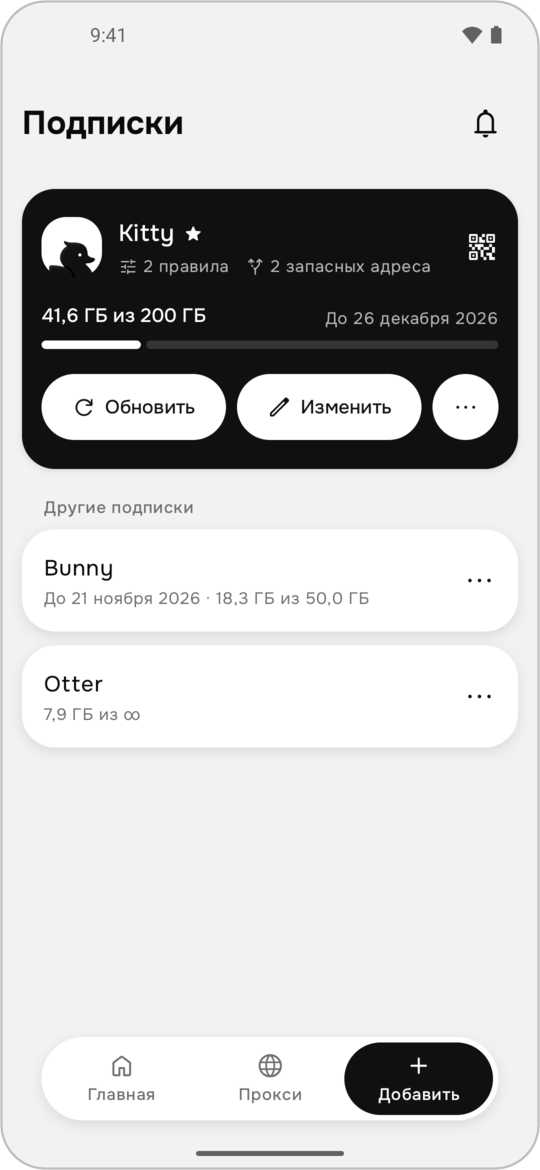 9:41
Подписки
Kitty
2 правила 2 запасных адреса
41,6 ГБ из 200 ГБ До 26 декабря 2026
Обновить Изменить ···
Другие подписки
Bunny ···
До 21 ноября 2026 · 18,3 ГБ из 50,0 ГБ
Otter ···
7,9 ГБ из ∞
Главная Прокси Добавить